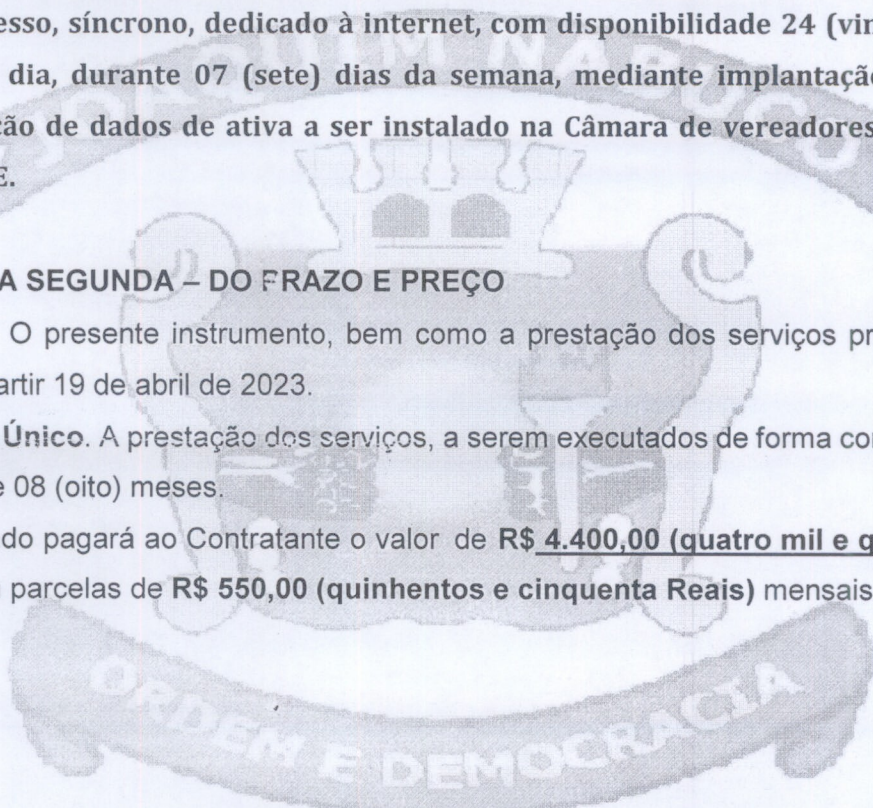 esso, síncrono, dedicado à internet, com disponibilidade 24 (vin
dia, durante 07 (sete) dias da semana, mediante implantaçã
ção de dados de ativa a ser instalado na Câmara de vereadores
E.
JOAQUIM NABUCO
A SEGUNDA – DO PRAZO E PREÇO
O presente instrumento, bem como a prestação dos serviços pr
artir 19 de abril de 2023.
Único. A prestação dos serviços, a serem executados de forma co
e 08 (oito) meses.
do pagará ao Contratante o valor de R$ 4.400,00 (quatro mil e q
parcelas de R$ 550,00 (quinhentos e cinquenta Reais) mensais
ORDEM E DEMOCRACIA